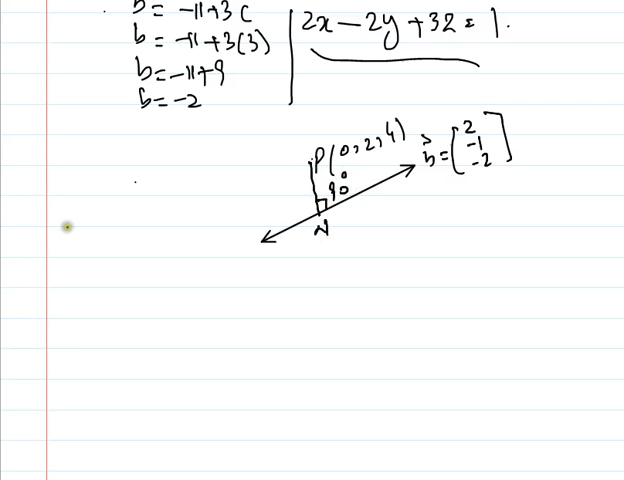 b = -11+3c
b = -11+3(3)
b = -11+9
b = -2
2x - 2y + 3z = 1.
P(0,2,4)
90°
N
b = [2 -1 -2]